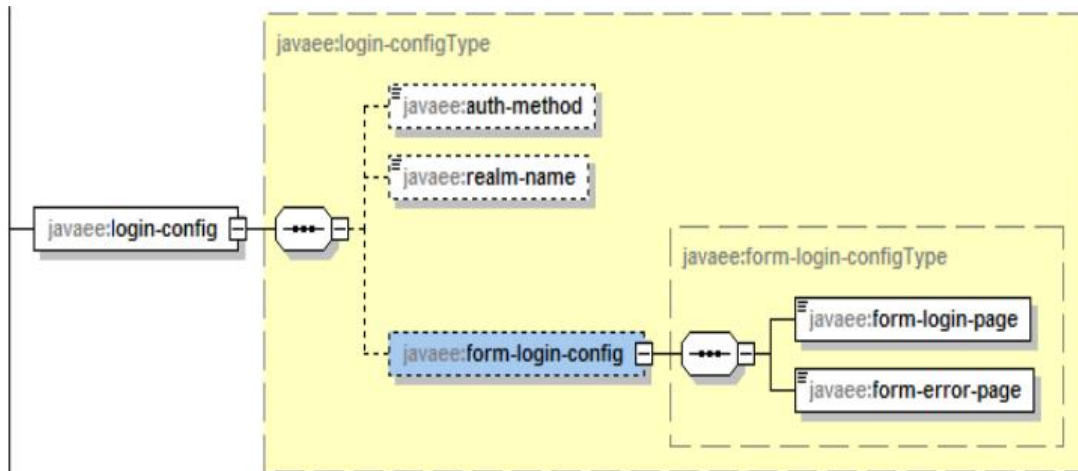 javaee:login-configType
javaee:auth-method
javaee:realm-name
javaee:login-config
javaee:form-login-configType
javaee:form-login-page
javaee:form-login-config
javaee:form-error-page